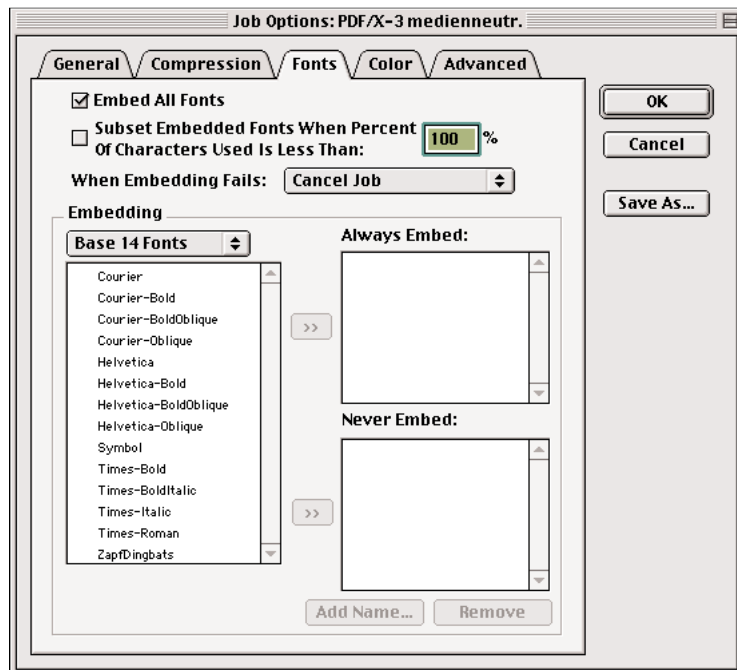 Job Options: PDF/X-3 medienneutr.
General
Compression
Fonts
Color
Advanced
Embed All Fonts
Subset Embedded Fonts When Percent
Of Characters Used Is Less Than:
100
%
When Embedding Fails:
Cancel Job
OK
Cancel
Save As...
Embedding
Base 14 Fonts
Courier
Courier-Bold
Courier-BoldOblique
Courier-Oblique
Helvetica
Helvetica-Bold
Helvetica-BoldOblique
Helvetica-Oblique
Symbol
Times-Bold
Times-BoldItalic
Times-Italic
Times-Roman
ZapfDingbats
>>
>>
Always Embed:
Never Embed:
Add Name...
Remove